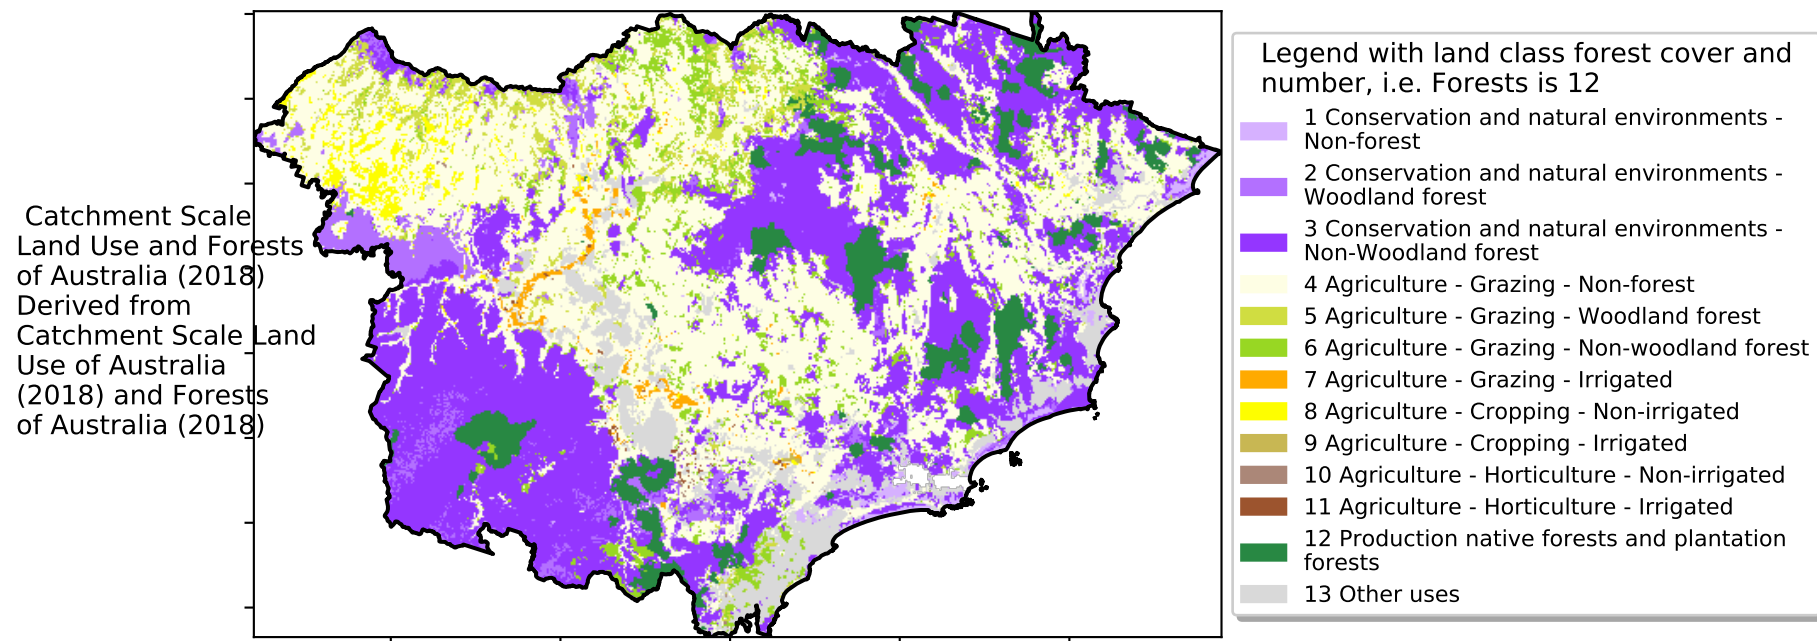 Catchment Scale
Land Use and Forests
of Australia (2018)
Derived from
Catchment Scale Land
Use of Australia
(2018) and Forests
of Australia (2018)
Legend with land class forest cover and
number, i.e. Forests is 12
1 Conservation and natural environments -
Non-forest
2 Conservation and natural environments -
Woodland forest
3 Conservation and natural environments -
Non-Woodland forest
4 Agriculture - Grazing - Non-forest
5 Agriculture - Grazing - Woodland forest
6 Agriculture - Grazing - Non-woodland forest
7 Agriculture - Grazing - Irrigated
8 Agriculture - Cropping - Non-irrigated
9 Agriculture - Cropping - Irrigated
10 Agriculture - Horticulture - Non-irrigated
11 Agriculture - Horticulture - Irrigated
12 Production native forests and plantation
forests
13 Other uses